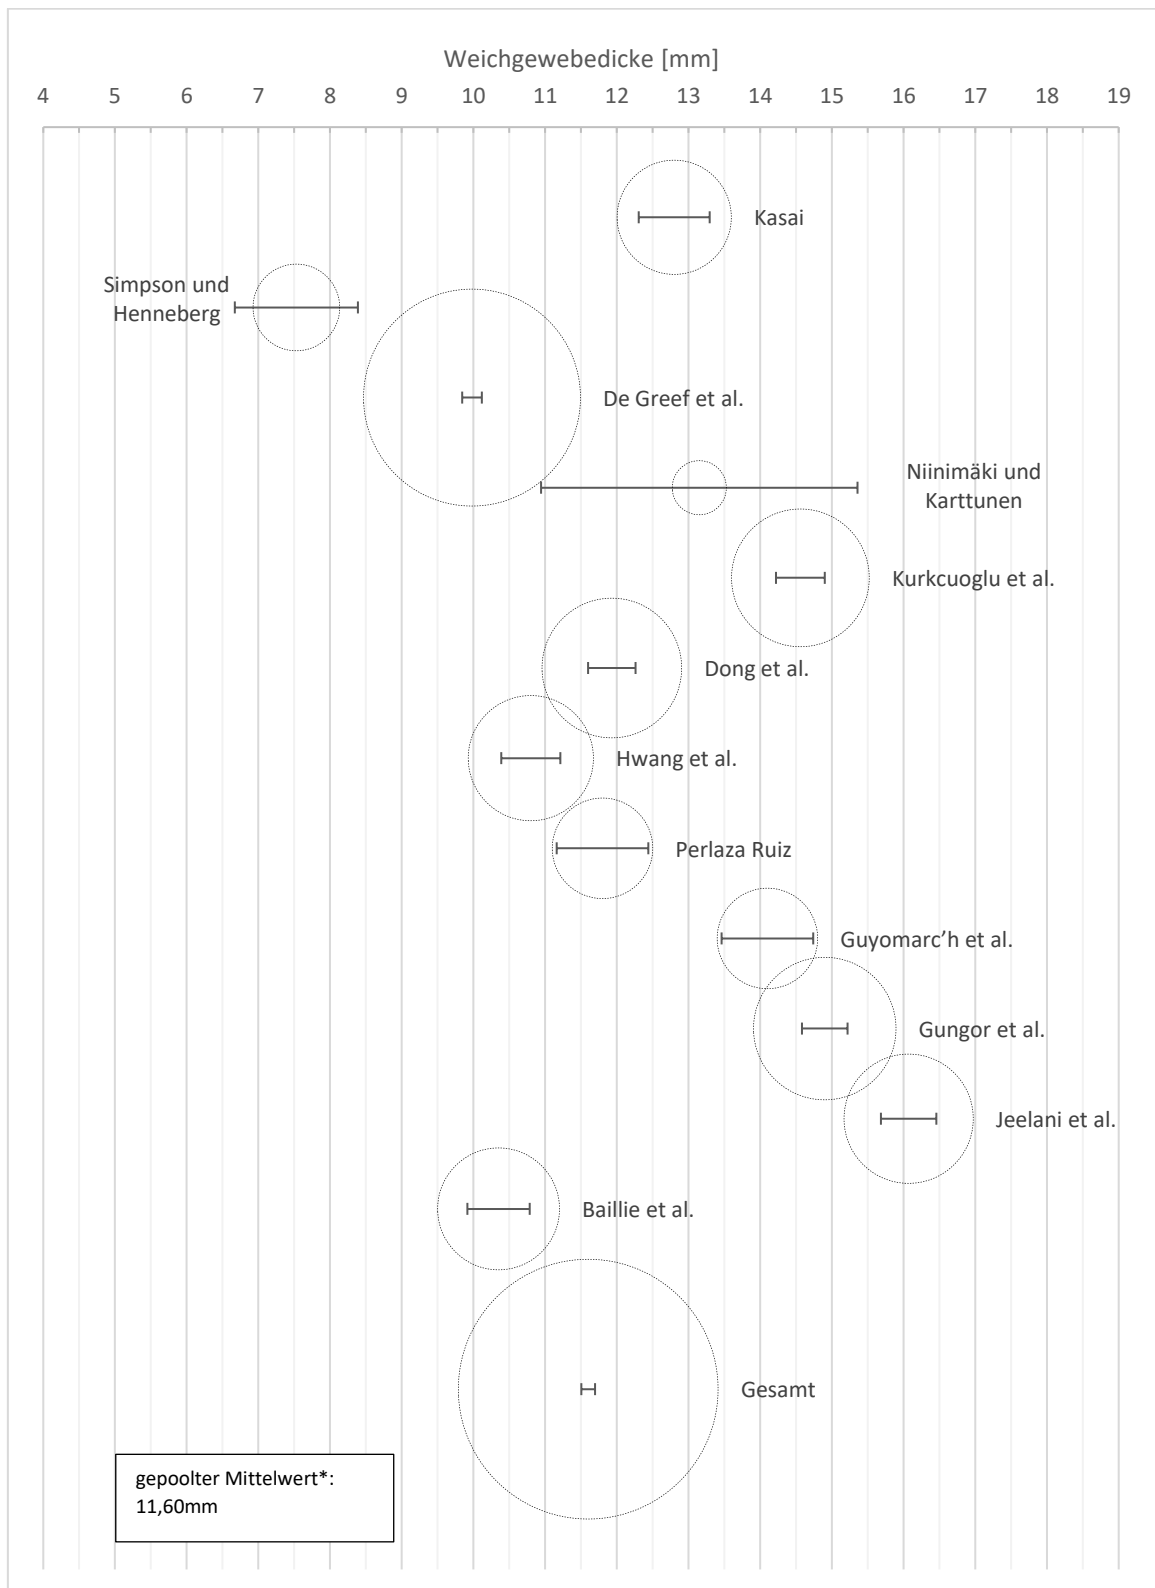 Weichgewebedicke [mm]
4 5 6 7 8 9 10 11 12 13 14 15 16 17 18 19
Kasai
Simpson und
Henneberg
De Greef et al.
Niinimäki und
Karttunen
Kurkcuoglu et al.
Dong et al.
Hwang et al.
Perlaza Ruiz
Guyomarc’h et al.
Gungor et al.
Jeelani et al.
Baillie et al.
Gesamt
gepoolter Mittelwert*:
11,60mm